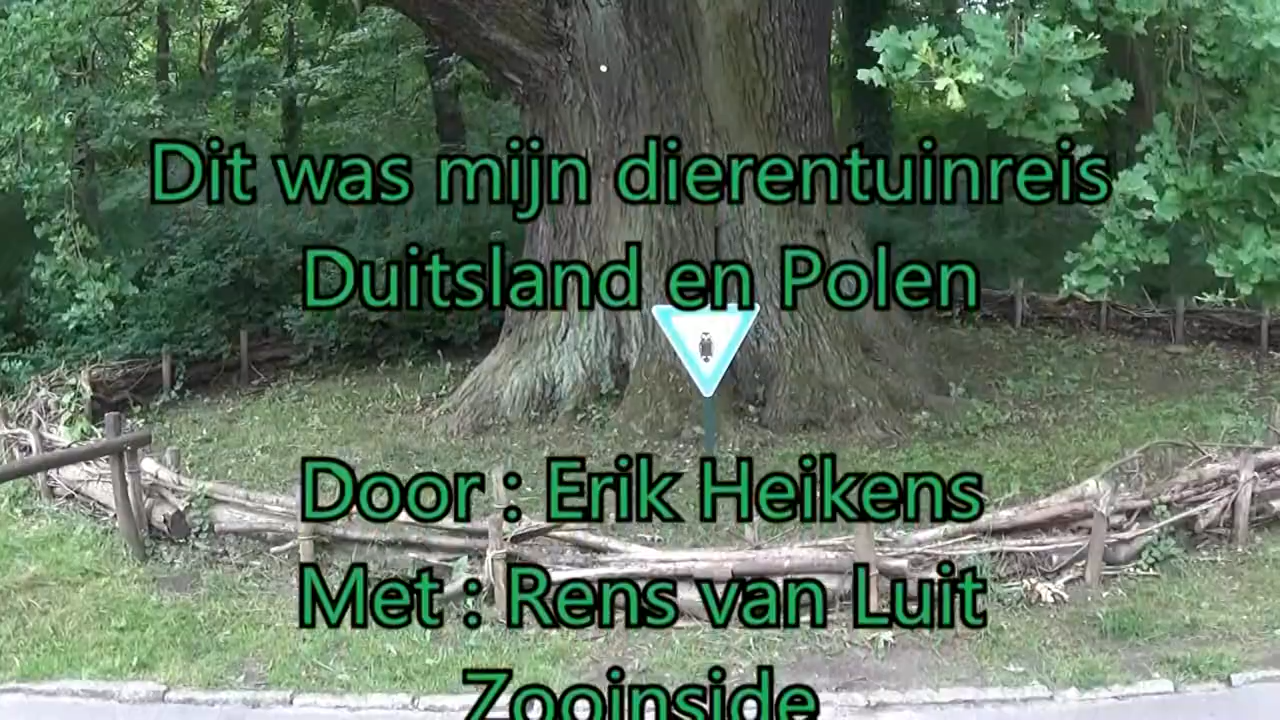 Dit was mijn dierentuinreis
Duitsland en Polen
Door : Erik Heikens
Met : Rens van Luit
Zooinside